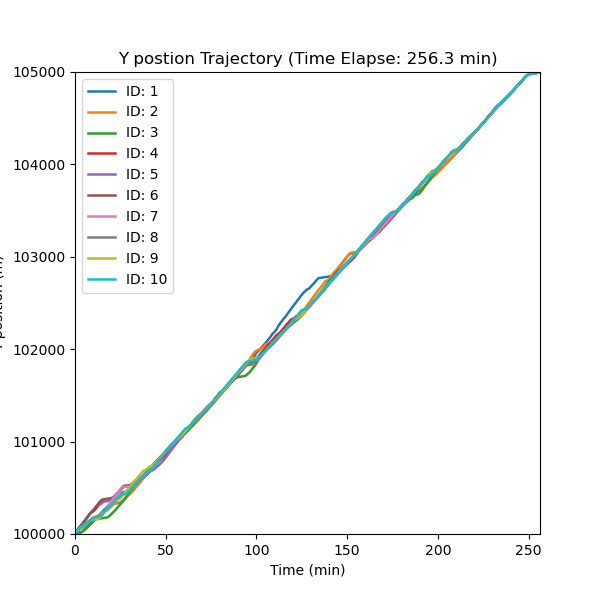 Y postion Trajectory (Time Elapse: 256.3 min)
105000
104000
103000
102000
101000
100000
ID: 1
ID: 2
ID: 3
ID: 4
ID: 5
ID: 6
ID: 7
ID: 8
ID: 9
ID: 10
0 50 100 150 200 250
Time (min)